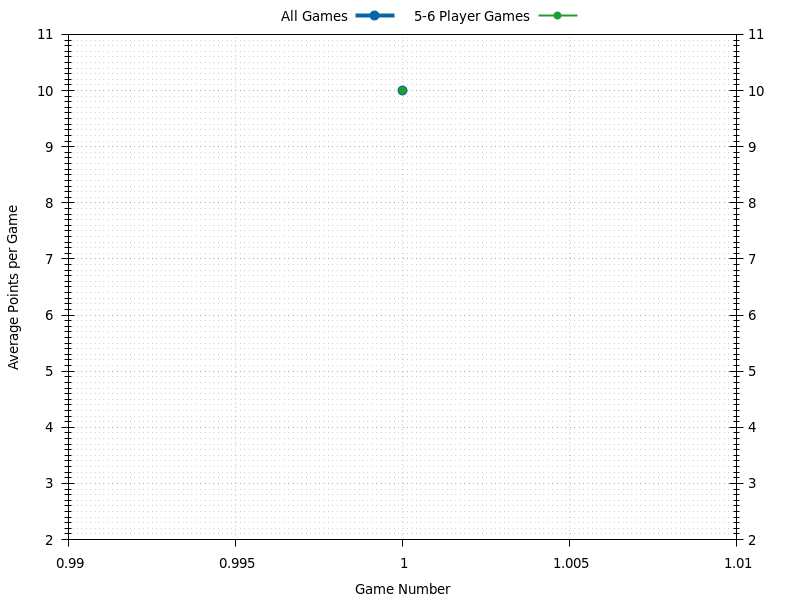 All Games 5-6 Player Games
11 11
10 10
9 9
8 8
7 7
6 6
5 5
4 4
3 3
2 2
Average Points per Game
0.99 0.995 1 1.005 1.01
Game Number